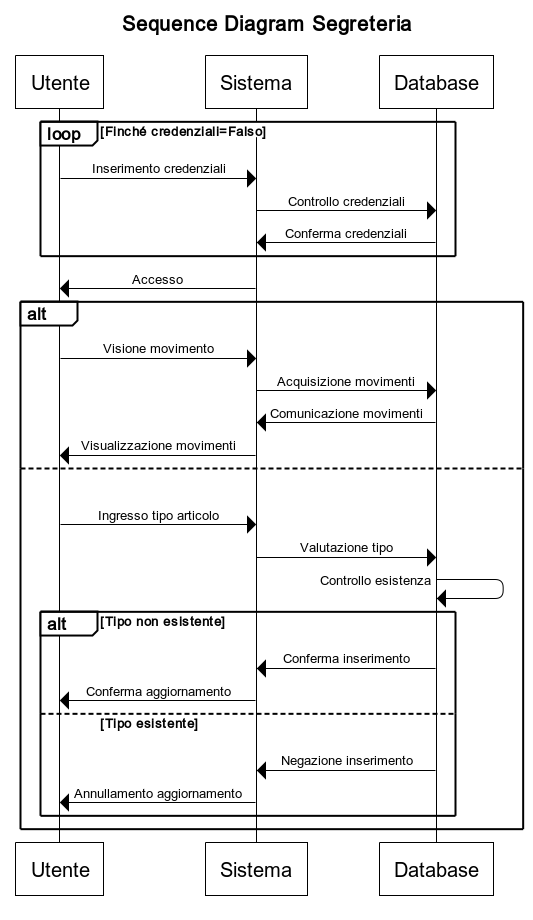 Sequence Diagram Segreteria
Utente
Sistema
Database
loop
[Finché credenziali=Falso]
Inserimento credenziali
Controllo credenziali
Conferma credenziali
Accesso
alt
Visione movimento
Acquisizione movimenti
Comunicazione movimenti
Visualizzazione movimenti
Ingresso tipo articolo
Valutazione tipo
Controllo esistenza
alt
[Tipo non esistente]
Conferma inserimento
Conferma aggiornamento
[Tipo esistente]
Negazione inserimento
Annullamento aggiornamento
Utente
Sistema
Database